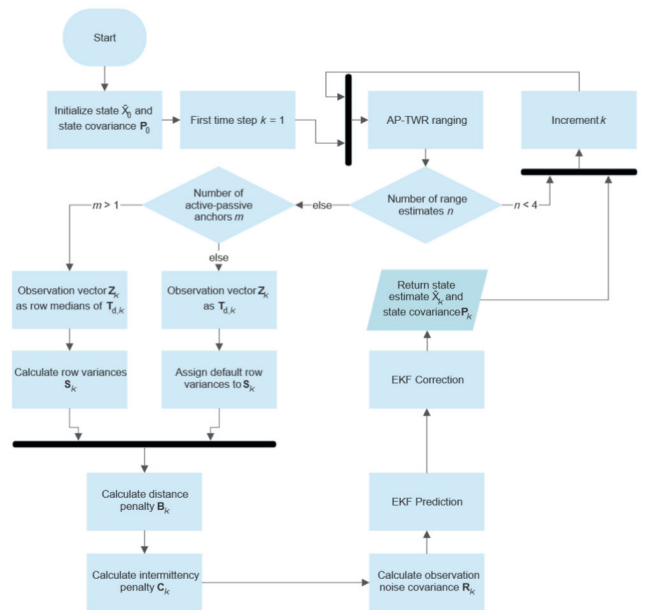 Start
Initialize state X̂₀ and
state covariance P₀
First time step k = 1
AP-TWR ranging
Increment k
Number of
active-passive
anchors m
Number of range
estimates n
m > 1
else
n < 4
else
Observation vector Zₖ
as row medians of T_d,k
Observation vector Zₖ
as T_d,k
Return state
estimate X̂ₖ and
state covariance Pₖ
Calculate row variances
Sₖ
Assign default row
variances to Sₖ
EKF Correction
Calculate distance
penalty Bₖ
EKF Prediction
Calculate intermittency
penalty Cₖ
Calculate observation
noise covariance Rₖ